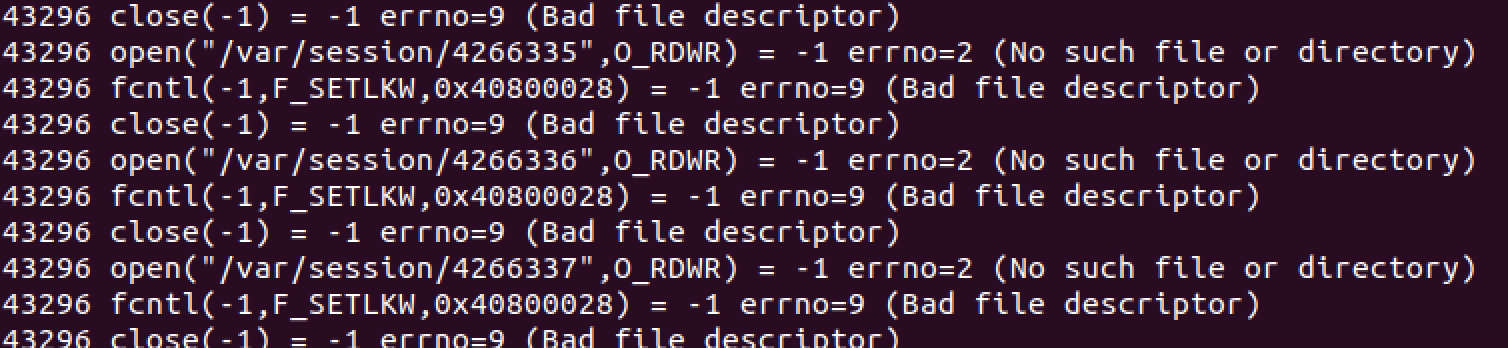 43296 close(-1) = -1 errno=9 (Bad file descriptor)
43296 open("/var/session/4266335",O_RDWR) = -1 errno=2 (No such file or directory)
43296 fcntl(-1,F_SETLKW,0x40800028) = -1 errno=9 (Bad file descriptor)
43296 close(-1) = -1 errno=9 (Bad file descriptor)
43296 open("/var/session/4266336",O_RDWR) = -1 errno=2 (No such file or directory)
43296 fcntl(-1,F_SETLKW,0x40800028) = -1 errno=9 (Bad file descriptor)
43296 close(-1) = -1 errno=9 (Bad file descriptor)
43296 open("/var/session/4266337",O_RDWR) = -1 errno=2 (No such file or directory)
43296 fcntl(-1,F_SETLKW,0x40800028) = -1 errno=9 (Bad file descriptor)
43296 close(-1) = -1 errno=9 (Bad file descriptor)